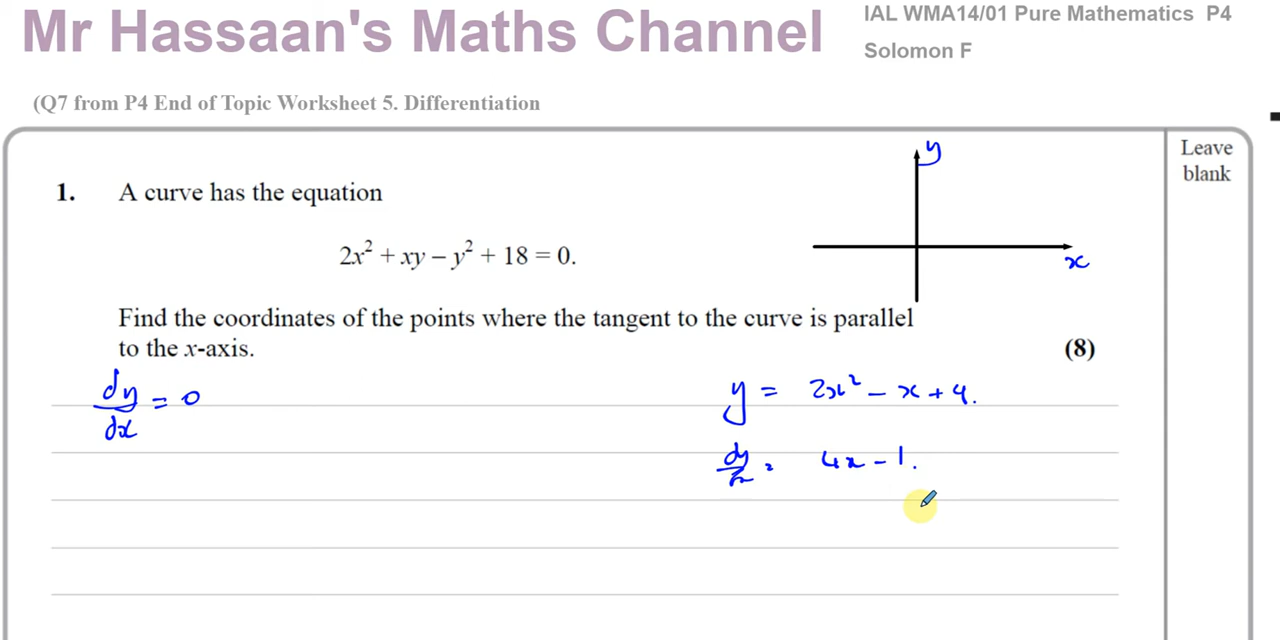 Mr Hassaan's Maths Channel
IAL WMA14/01 Pure Mathematics P4
Solomon F
(Q7 from P4 End of Topic Worksheet 5. Differentiation
Leave
blank
y
x
1. A curve has the equation
2x² + xy – y² + 18 = 0.
Find the coordinates of the points where the tangent to the curve is parallel
to the x-axis.
(8)
dy/dx = 0
y = 2x² - x + 4.
dy/dx = 4x - 1.